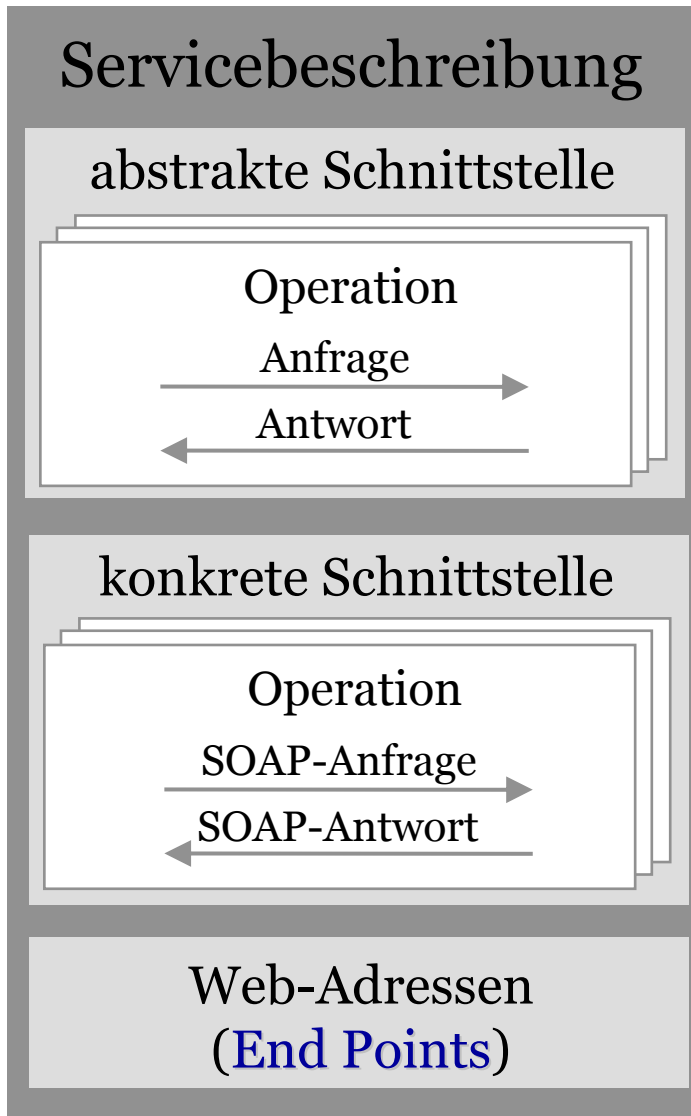 Servicebeschreibung
abstrakte Schnittstelle
Operation
Anfrage
Antwort
konkrete Schnittstelle
Operation
SOAP-Anfrage
SOAP-Antwort
Web-Adressen
(End Points)